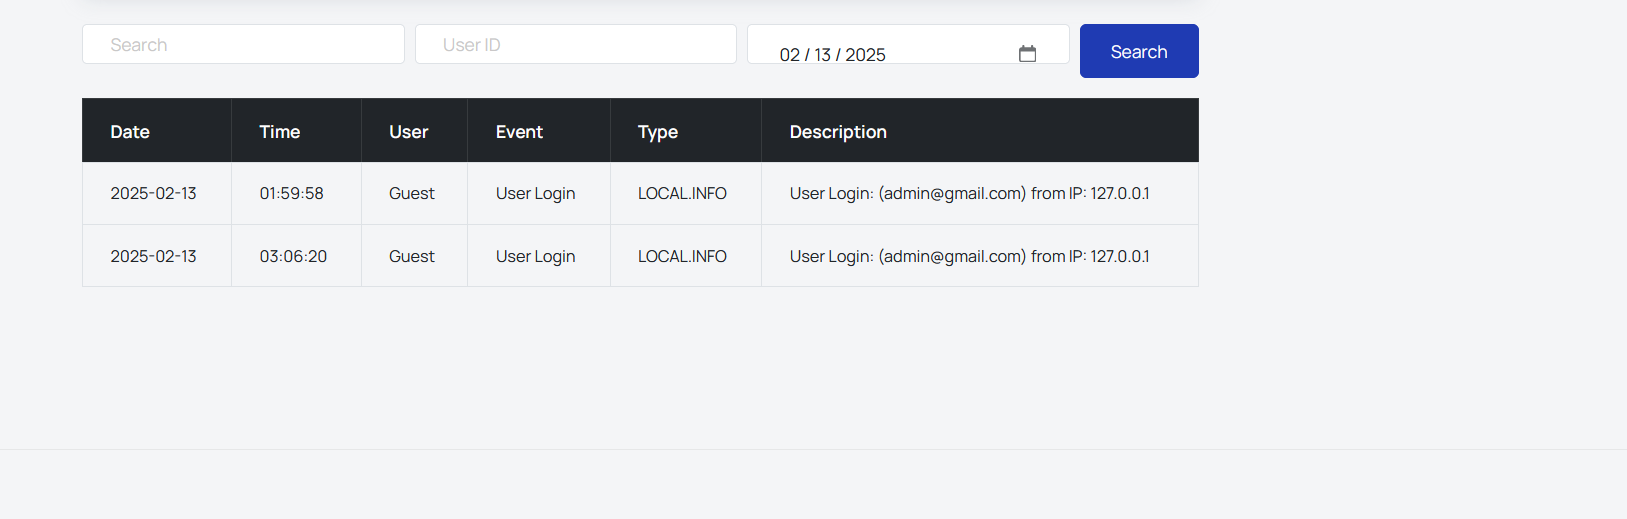 Search User ID 02 / 13 / 2025 Search
Date Time User Event Type Description
2025-02-13 01:59:58 Guest User Login LOCAL.INFO User Login: (admin@gmail.com) from IP: 127.0.0.1
2025-02-13 03:06:20 Guest User Login LOCAL.INFO User Login: (admin@gmail.com) from IP: 127.0.0.1